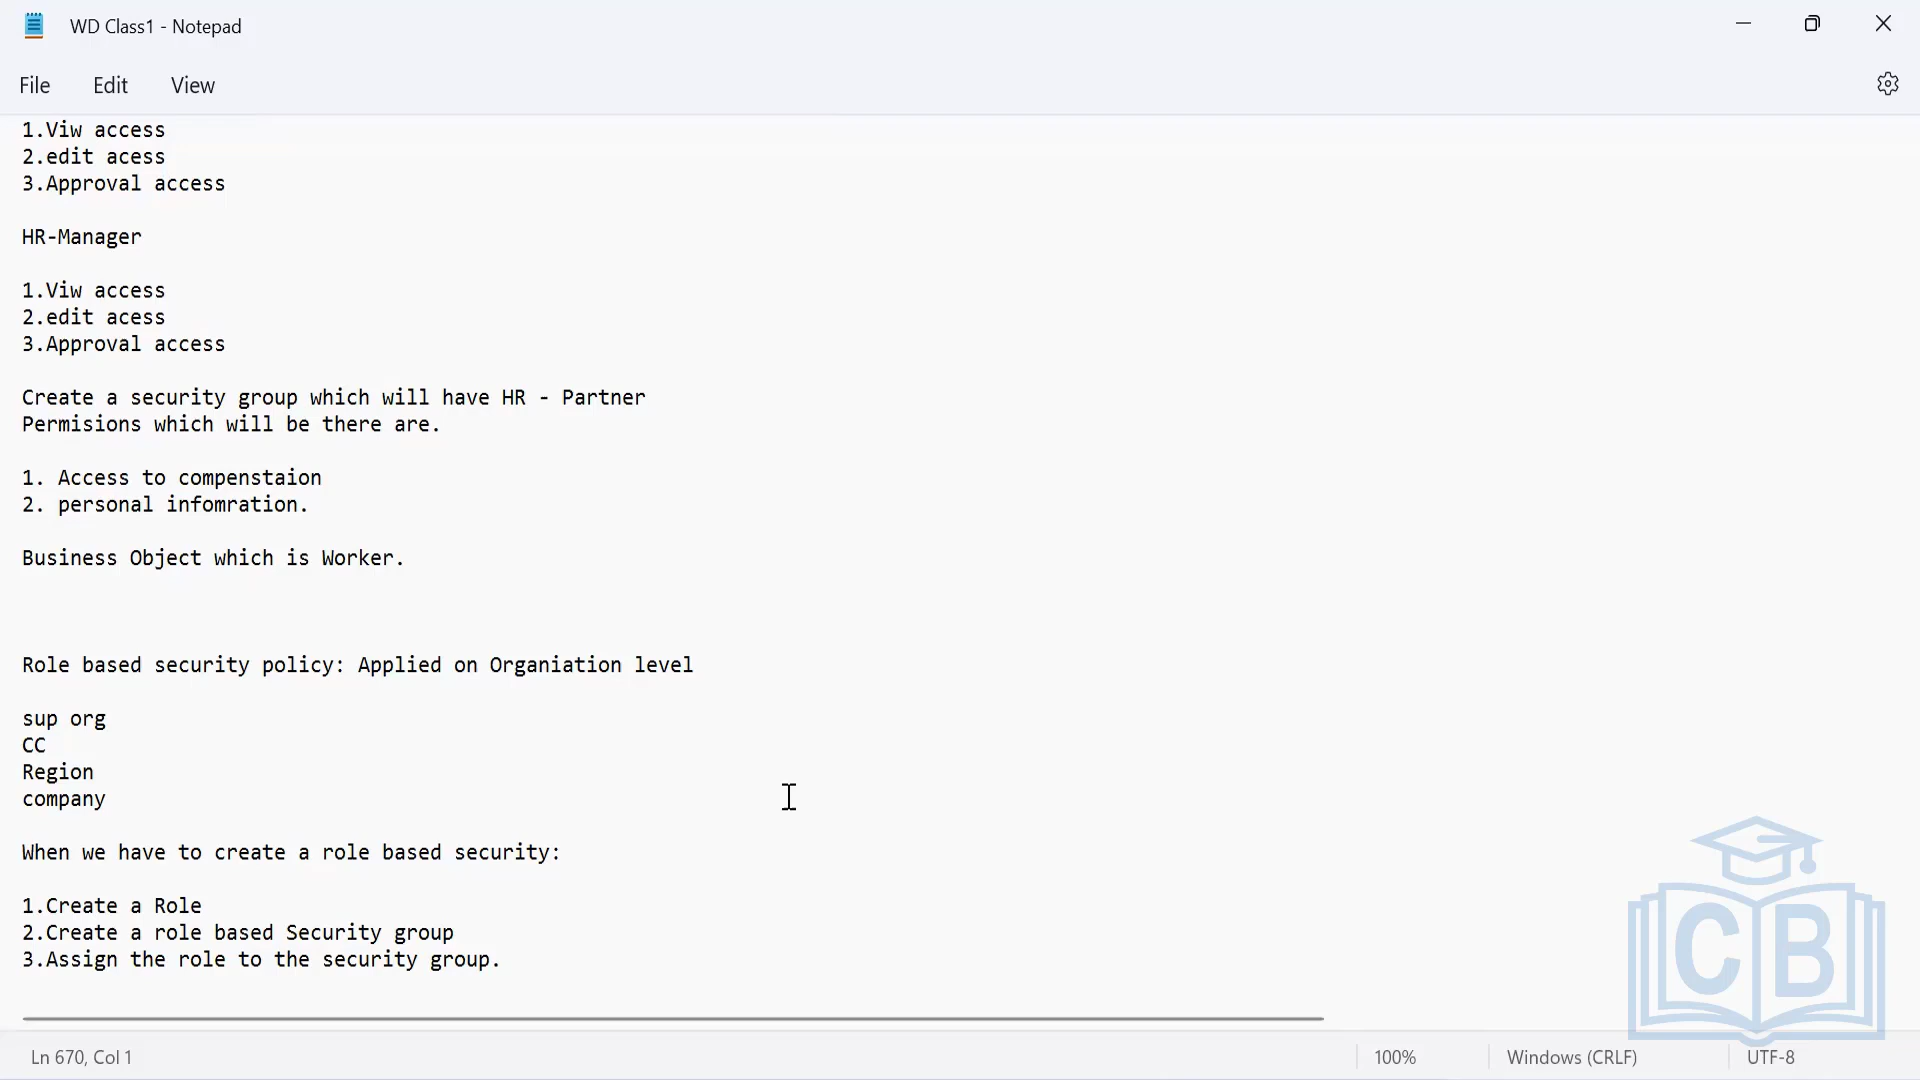 WD Class1 - Notepad
File Edit View
1.Viw access
2.edit acess
3.Approval access
HR-Manager
1.Viw access
2.edit acess
3.Approval access
Create a security group which will have HR - Partner
Permisions which will be there are.
1. Access to compenstaion
2. personal infomration.
Business Object which is Worker.
Role based security policy: Applied on Organiation level
sup org
CC
Region
company
When we have to create a role based security:
1.Create a Role
2.Create a role based Security group
3.Assign the role to the security group.
CB
Ln 670, Col 1 100% Windows (CRLF) UTF-8